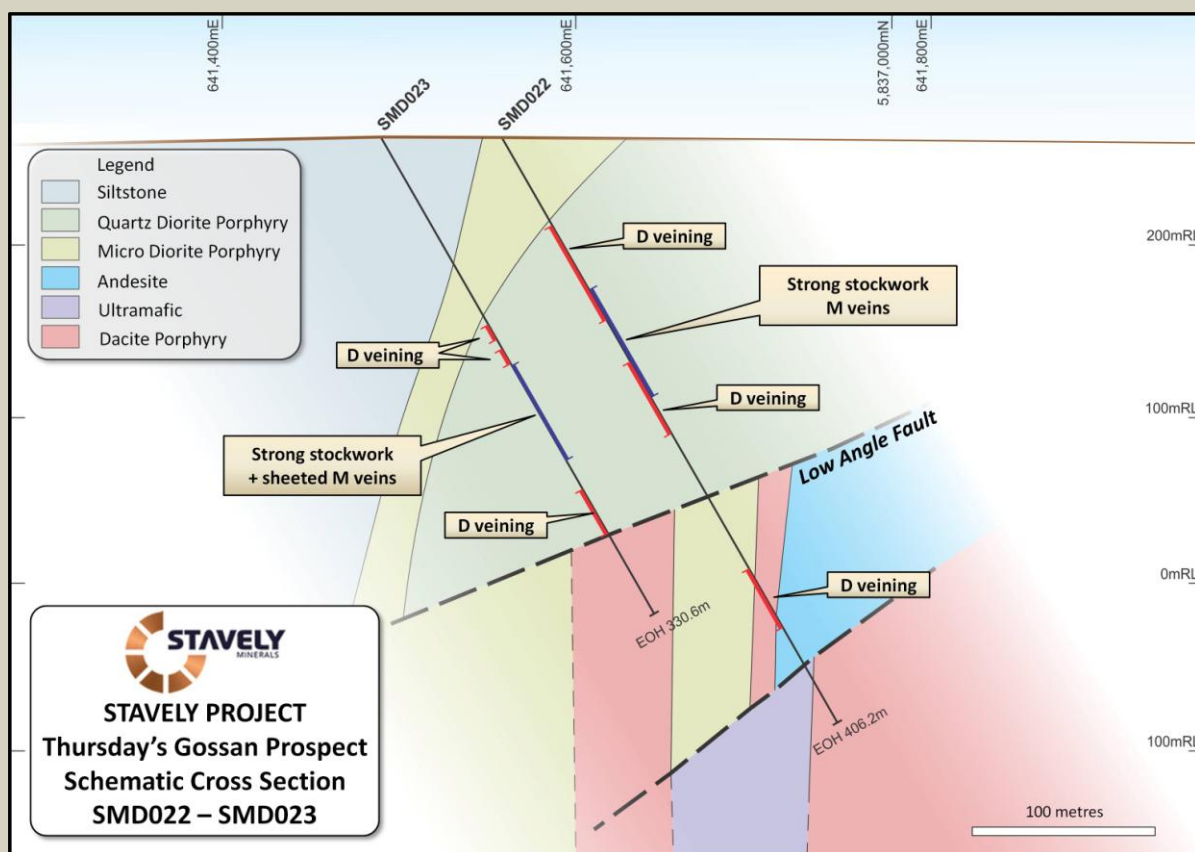 641,400mE
641,600mE
5,837,000mN
641,800mE
SMD023
SMD022
Legend
Siltstone
Quartz Diorite Porphyry
Micro Diorite Porphyry
Andesite
Ultramafic
Dacite Porphyry
200mRL
D veining
Strong stockwork
M veins
D veining
D veining
100mRL
Low Angle Fault
Strong stockwork
+ sheeted M veins
D veining
D veining
0mRL
EOH 330.6m
EOH 406.2m
100mRL
STAVELY
MINERALS
STAVELY PROJECT
Thursday's Gossan Prospect
Schematic Cross Section
SMD022 – SMD023
100 metres